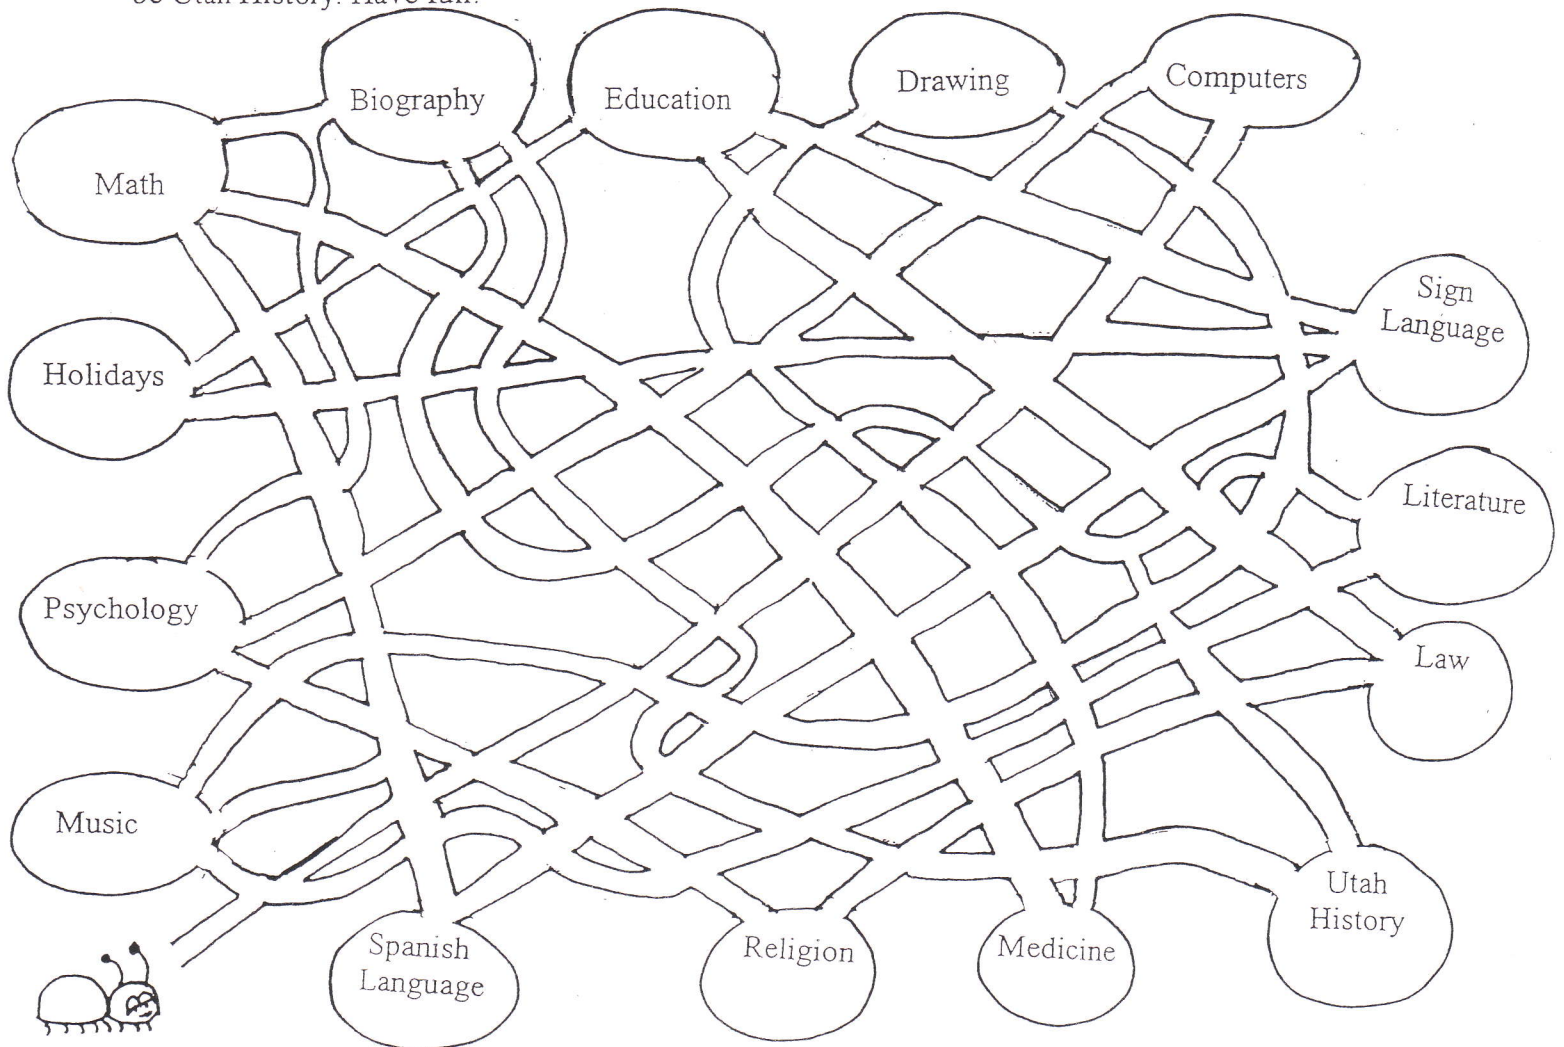 be Utah History. Have fun!
Biography
Education
Drawing
Computers
Math
Sign
Language
Holidays
Literature
Psychology
Law
Music
Utah
History
Spanish
Language
Religion
Medicine